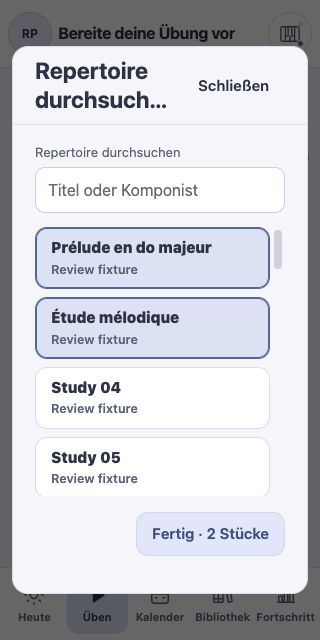 RP
Bereite deine Übung vor
Repertoire
durchsuch...
Schließen
Repertoire durchsuchen
Titel oder Komponist
Prélude en do majeur
Review fixture
Étude mélodique
Review fixture
Study 04
Review fixture
Study 05
Review fixture
Fertig · 2 Stücke
Heute
Üben
Kalender
Bibliothek
Fortschritt